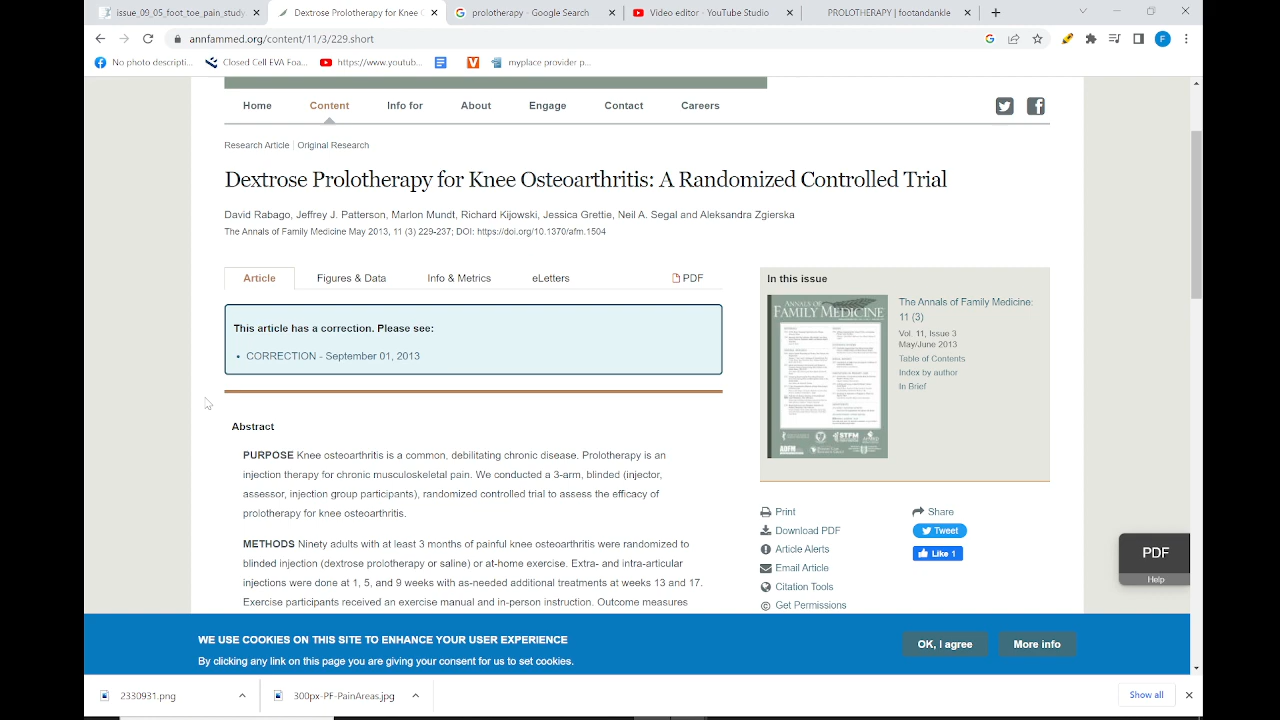 issue_09_05_foot_toe_pain_study
Dextrose Prolotherapy for Knee O
prolotherapy - Google Search
Video editor - YouTube Studio
PROLOTHERAPY | footandankle
annfammed.org/content/11/3/229.short
F
No photo descripti...
Closed Cell EVA Foa...
https://www.youtub...
myplace provider p...
Home
Content
Info for
About
Engage
Contact
Careers
Research Article | Original Research
Dextrose Prolotherapy for Knee Osteoarthritis: A Randomized Controlled Trial
David Rabago, Jeffrey J. Patterson, Marlon Mundt, Richard Kijowski, Jessica Grettie, Neil A. Segal and Aleksandra Zgierska
The Annals of Family Medicine May 2013, 11 (3) 229-237; DOI: https://doi.org/10.1370/afm.1504
Article
Figures & Data
Info & Metrics
eLetters
PDF
This article has a correction. Please see:
• CORRECTION - September 01, 2013
Abstract
PURPOSE Knee osteoarthritis is a common, debilitating chronic disease. Prolotherapy is an
injection therapy for chronic musculoskeletal pain. We conducted a 3-arm, blinded (injector,
assessor, injection group participants), randomized controlled trial to assess the efficacy of
prolotherapy for knee osteoarthritis.
METHODS Ninety adults with at least 3 months of painful knee osteoarthritis were randomized to
blinded injection (dextrose prolotherapy or saline) or at-home exercise. Extra- and intra-articular
injections were done at 1, 5, and 9 weeks with as-needed additional treatments at weeks 13 and 17.
Exercise participants received an exercise manual and in-person instruction. Outcome measures
In this issue
ANNALS OF
FAMILY MEDICINE
The Annals of Family Medicine:
11 (3)
Vol. 11, Issue 3
May/June 2013
Table of Contents
Index by author
In Brief
Print
Download PDF
Article Alerts
Email Article
Citation Tools
Get Permissions
Share
Tweet
Like 1
PDF
Help
WE USE COOKIES ON THIS SITE TO ENHANCE YOUR USER EXPERIENCE
By clicking any link on this page you are giving your consent for us to set cookies.
OK, I agree
More info
2330931.png
300px-PF-PainAreas.jpg
Show all